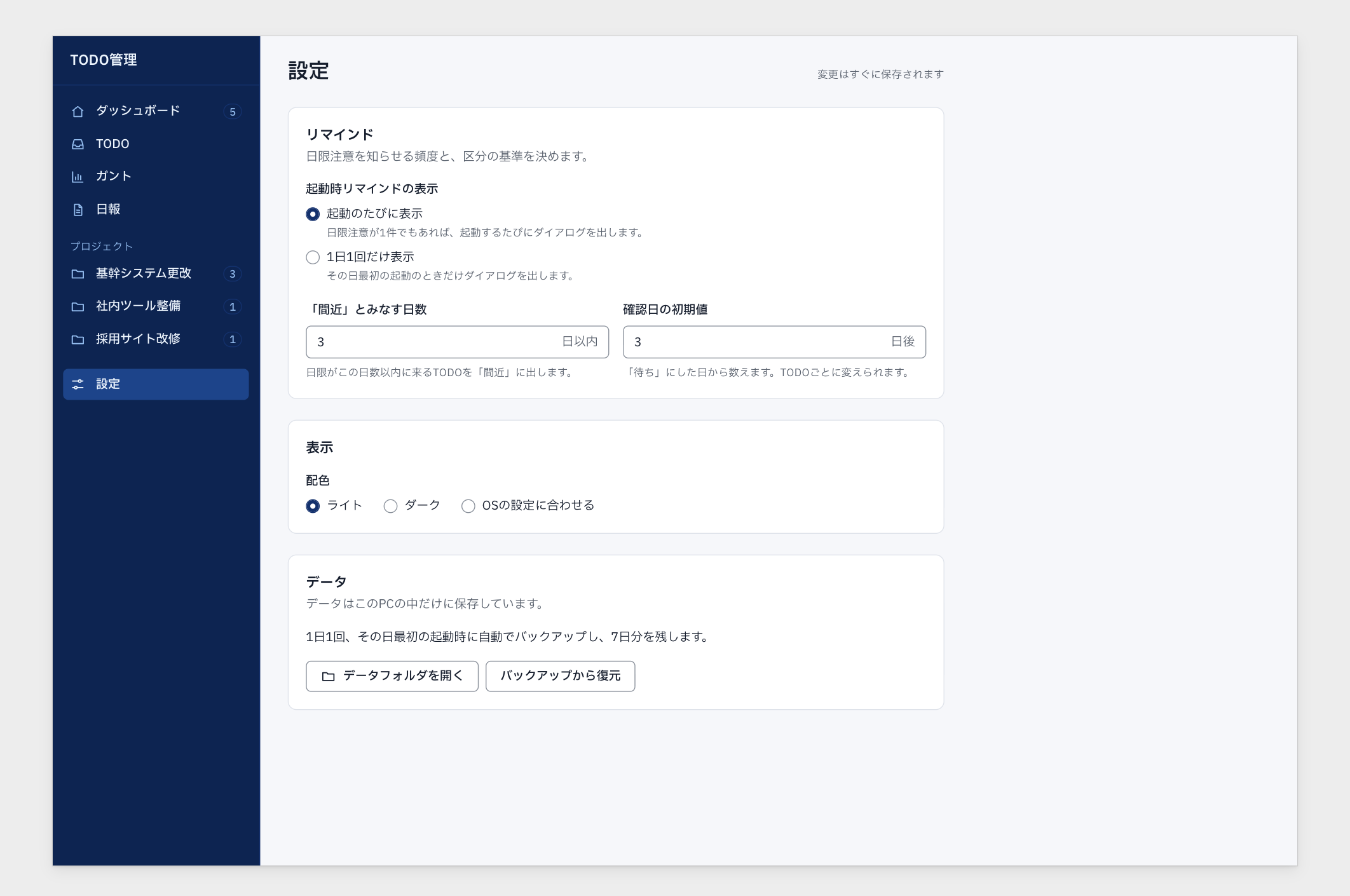 TODO管理
ダッシュボード 5
TODO
ガント
日報
プロジェクト
基幹システム更改 3
社内ツール整備 1
採用サイト改修 1
設定
設定
変更はすぐに保存されます
リマインド
日限注意を知らせる頻度と、区分の基準を決めます。
起動時リマインドの表示
起動のたびに表示
日限注意が1件でもあれば、起動するたびにダイアログを出します。
1日1回だけ表示
その日最初の起動のときだけダイアログを出します。
「間近」とみなす日数
3 日以内
日限がこの日数以内に来るTODOを「間近」に出します。
確認日の初期値
3 日後
「待ち」にした日から数えます。TODOごとに変えられます。
表示
配色
ライト ダーク OSの設定に合わせる
データ
データはこのPCの中だけに保存しています。
1日1回、その日最初の起動時に自動でバックアップし、7日分を残します。
データフォルダを開く バックアップから復元